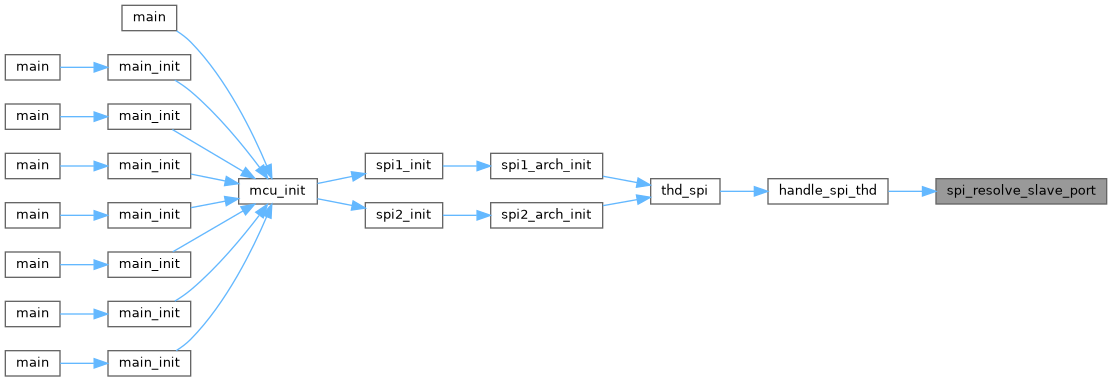 main
main
main_init
main
main_init
main
main_init
main
main_init
main
main_init
main
main_init
main
main_init
mcu_init
spi1_init
spi2_init
spi1_arch_init
spi2_arch_init
thd_spi
handle_spi_thd
spi_resolve_slave_port